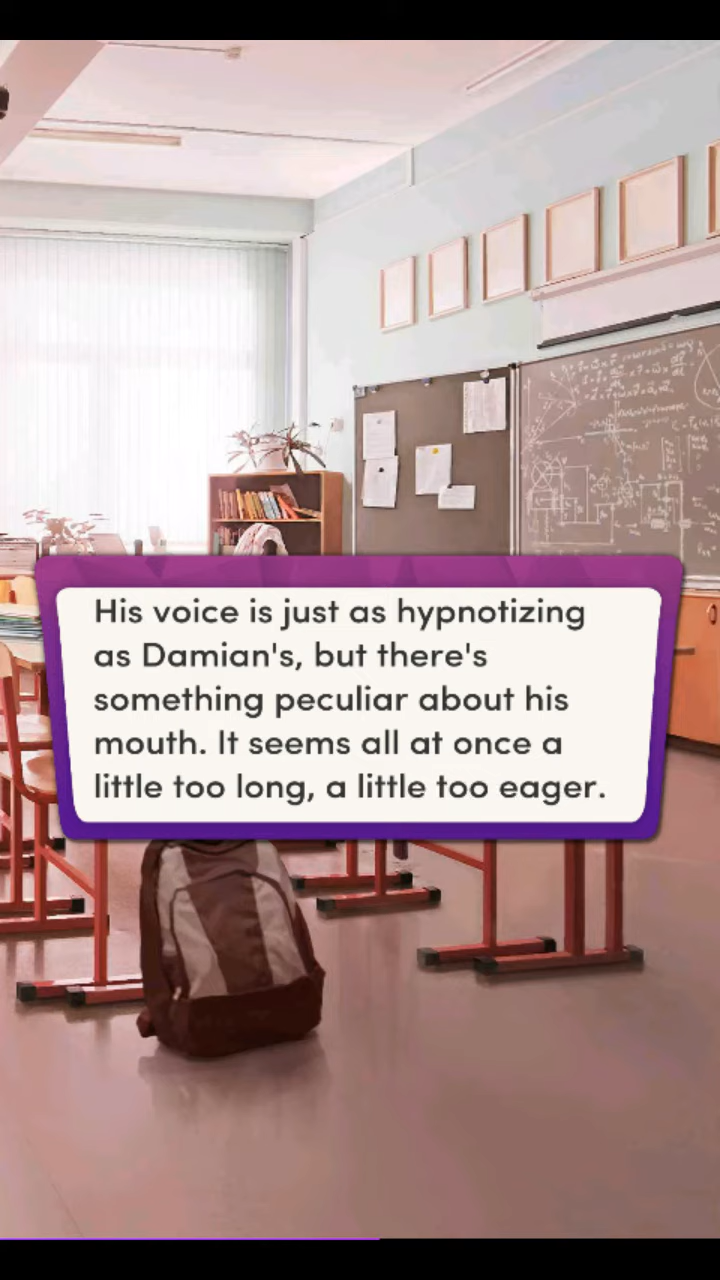 His voice is just as hypnotizing
as Damian's, but there's
something peculiar about his
mouth. It seems all at once a
little too long, a little too eager.